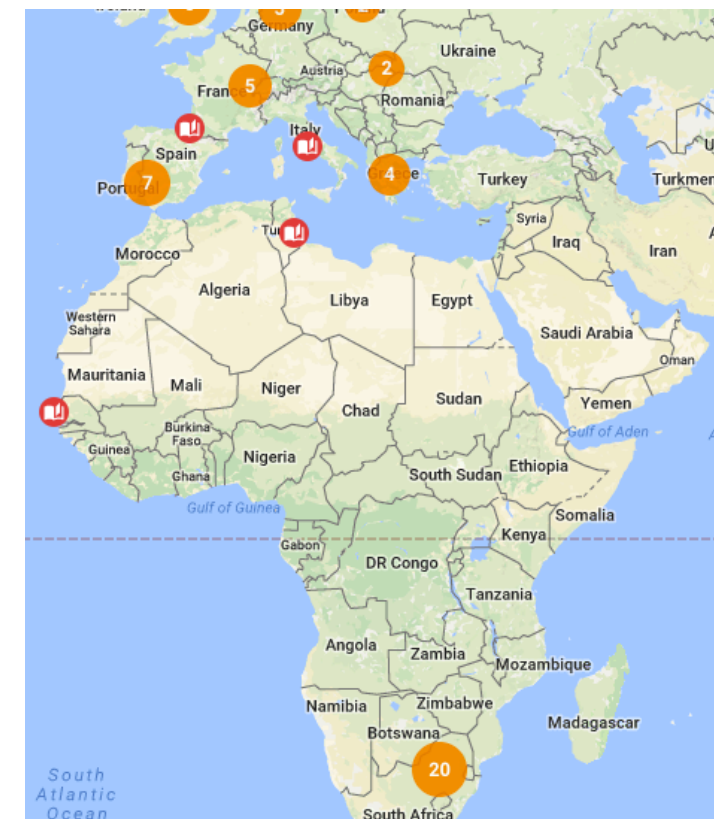 Germany
Ukraine
Austria
2
5
Romania
Italy
Spain
7
4
Turkey
Syria
Iraq
Iran
Morocco
Algeria
Libya
Egypt
Western
Sahara
Saudi Arabia
Oman
Mauritania
Mali
Niger
Chad
Sudan
Yemen
Burkina
Faso
Gulf of Aden
Guinea
Nigeria
Ethiopia
Ghana
South Sudan
Gulf of Guinea
Somalia
Kenya
Gabon
DR Congo
Tanzania
Angola
Zambia
Mozambique
Namibia
Zimbabwe
Madagascar
Botswana
20
South
Atlantic
Ocean
South Africa